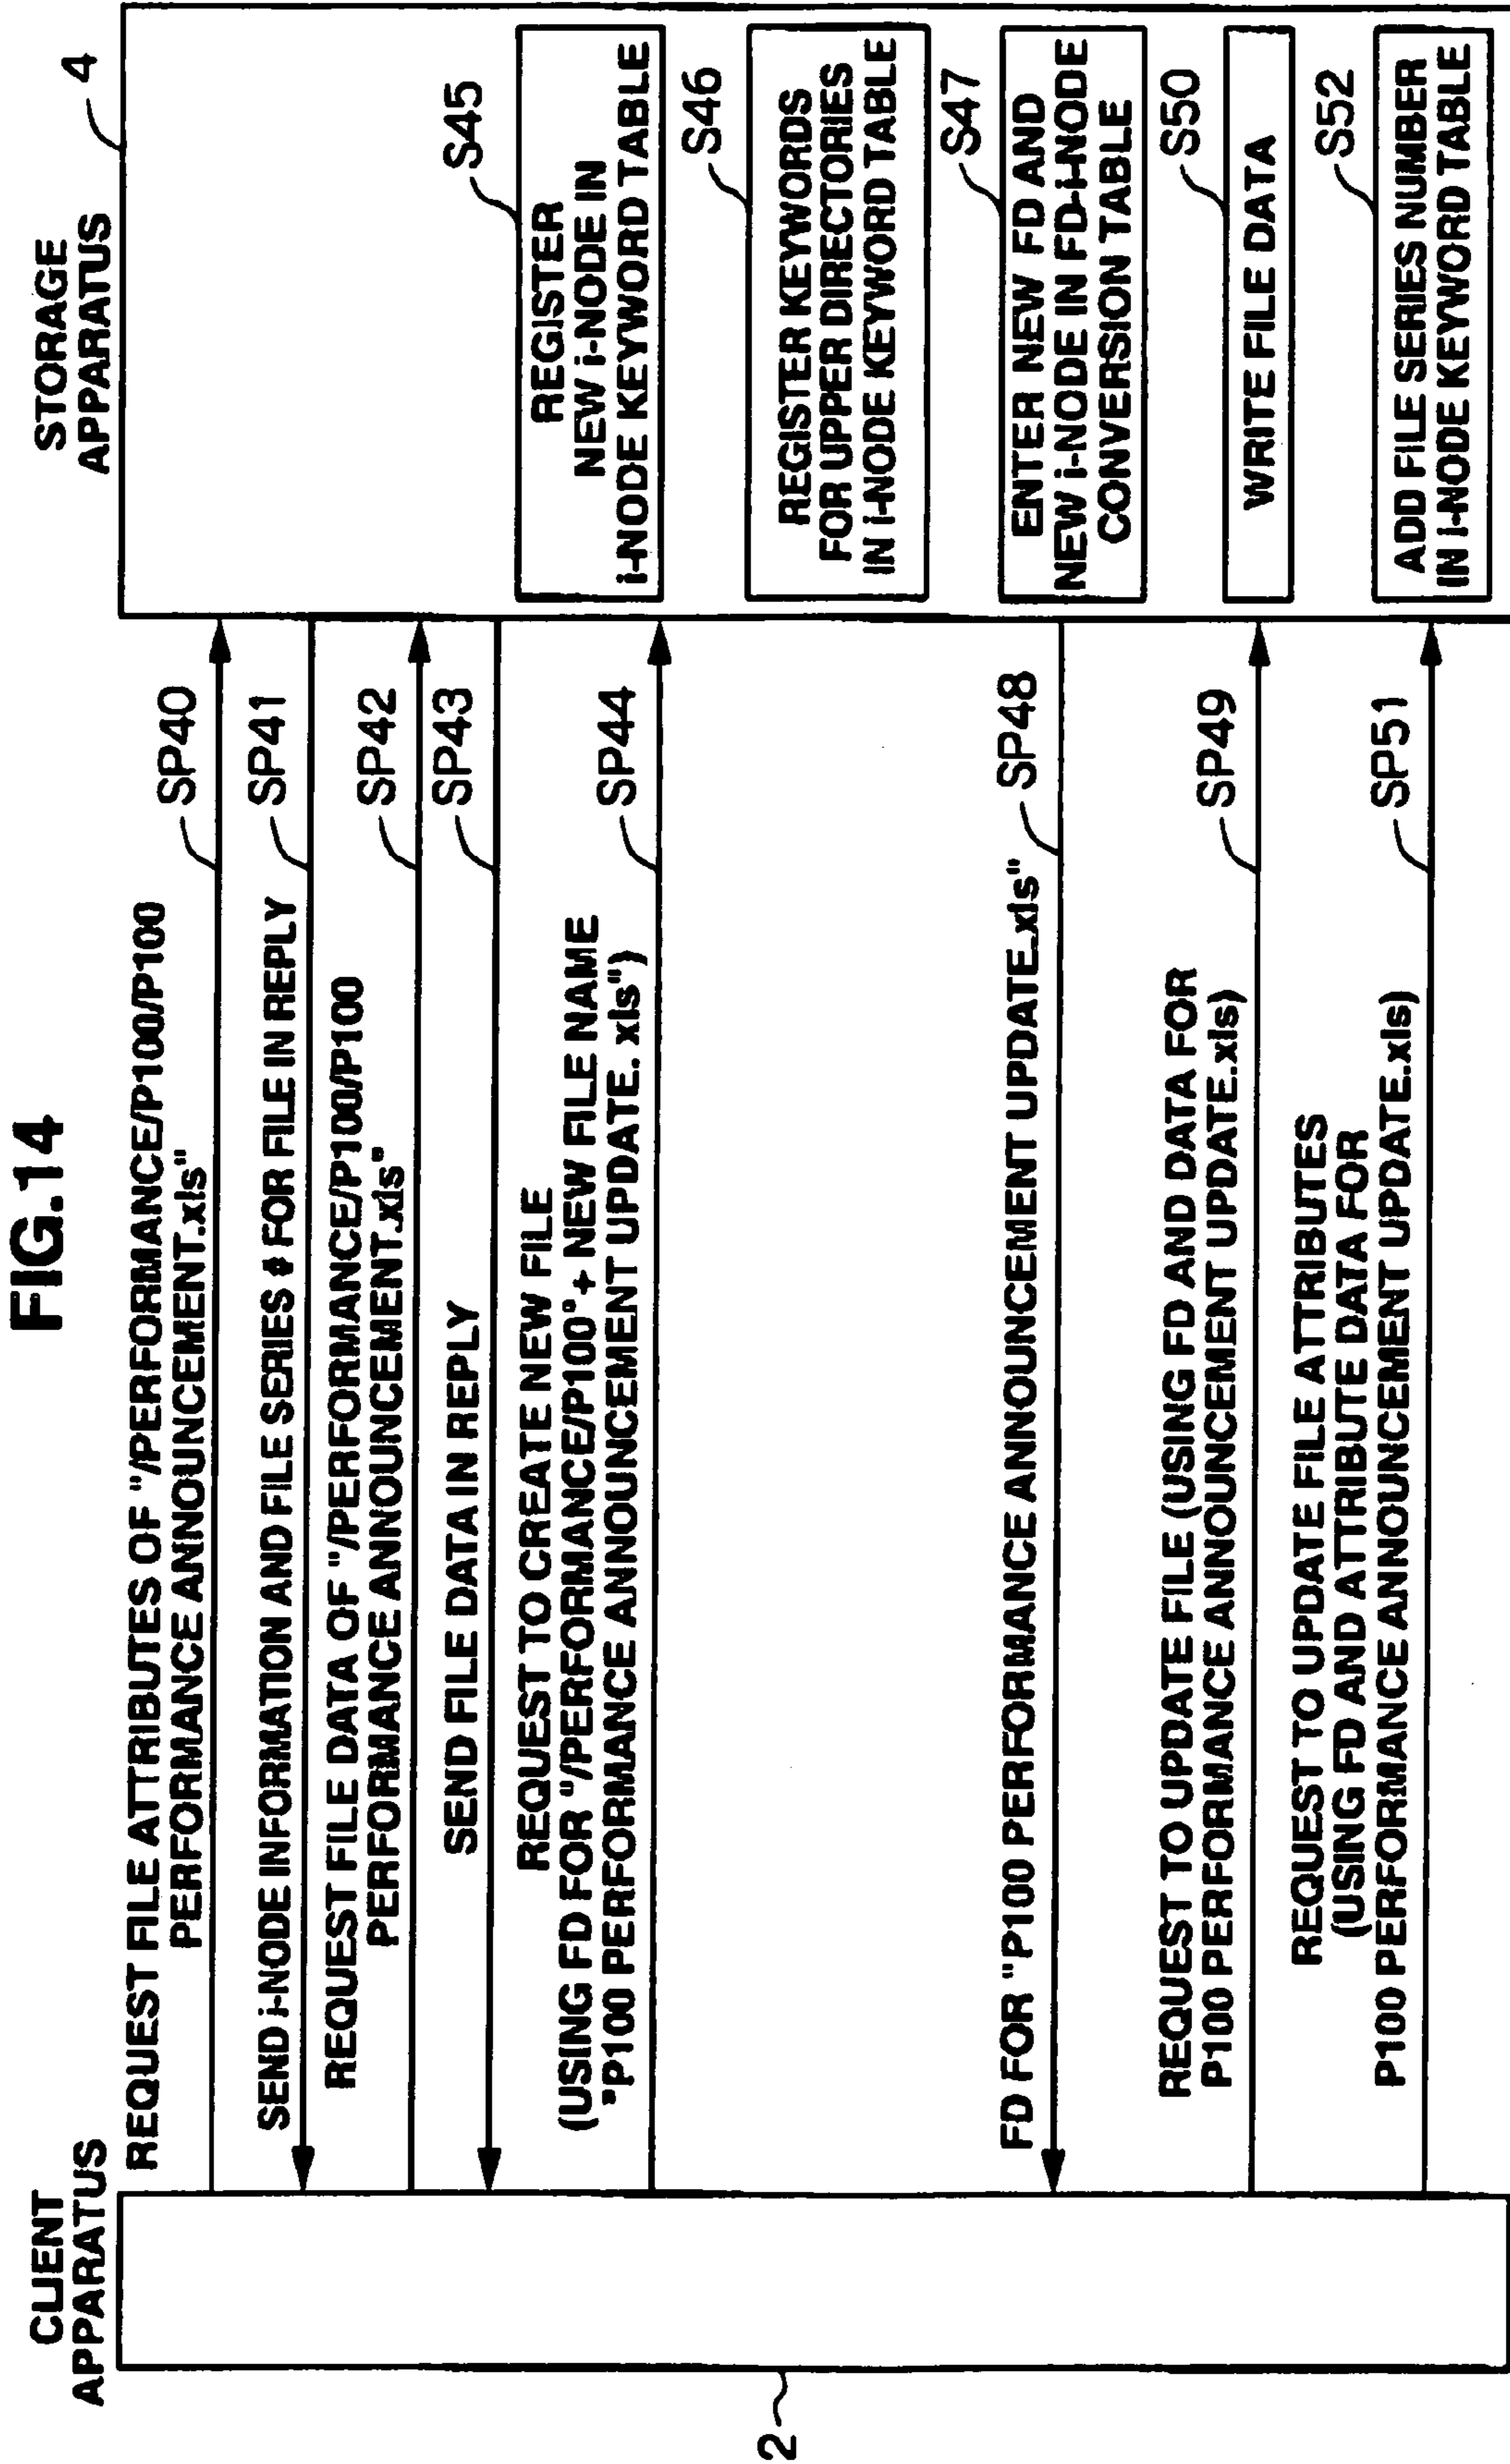 FIG.14
CLIENT
APPARATUS
STORAGE
APPARATUS
4
2
REQUEST FILE ATTRIBUTES OF "/PERFORMANCE/P100/P100
PERFORMANCE ANNOUNCEMENT.xls"
SP40
SEND i-NODE INFORMATION AND FILE SERIES # FOR FILE IN REPLY
SP41
REQUEST FILE DATA OF "/PERFORMANCE/P100/P100
PERFORMANCE ANNOUNCEMENT.xls"
SP42
SEND FILE DATA IN REPLY
SP43
REQUEST TO CREATE NEW FILE
(USING FD FOR "/PERFORMANCE/P100"+ NEW FILE NAME
"P100 PERFORMANCE ANNOUNCEMENT UPDATE. xls")
SP44
S45
REGISTER
NEW i-NODE IN
i-NODE KEYWORD TABLE
S46
REGISTER KEYWORDS
FOR UPPER DIRECTORIES
IN i-NODE KEYWORD TABLE
S47
ENTER NEW FD AND
NEW i-NODE IN FD-i-NODE
CONVERSION TABLE
FD FOR "P100 PERFORMANCE ANNOUNCEMENT UPDATE.xls"
SP48
REQUEST TO UPDATE FILE (USING FD AND DATA FOR
P100 PERFORMANCE ANNOUNCEMENT UPDATE.xls)
SP49
S50
WRITE FILE DATA
REQUEST TO UPDATE FILE ATTRIBUTES
(USING FD AND ATTRIBUTE DATA FOR
P100 PERFORMANCE ANNOUNCEMENT UPDATE.xls)
SP51
S52
ADD FILE SERIES NUMBER
IN i-NODE KEYWORD TABLE